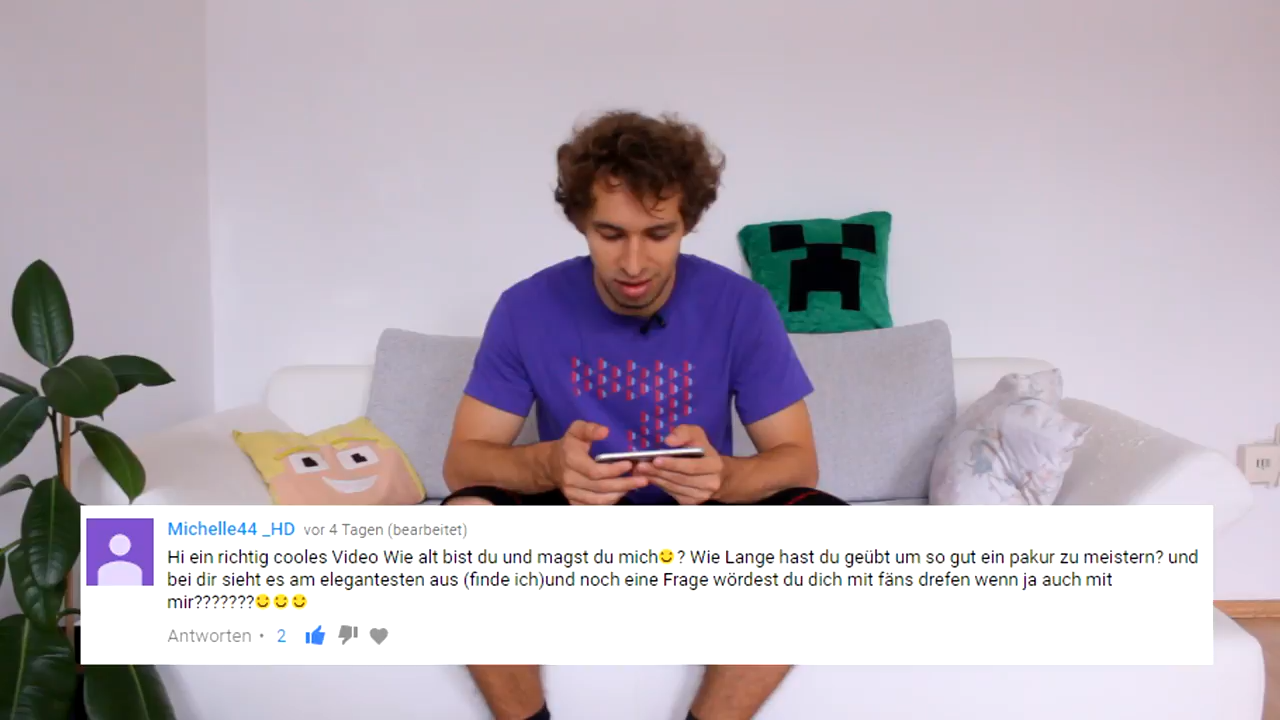 Michelle44 _HD vor 4 Tagen (bearbeitet)
Hi ein richtig cooles Video Wie alt bist du und magst du mich😊? Wie Lange hast du geübt um so gut ein pakur zu meistern? und
bei dir sieht es am elegantesten aus (finde ich)und noch eine Frage wördest du dich mit fäns drefen wenn ja auch mit
mir???????😊😊😊
Antworten • 2